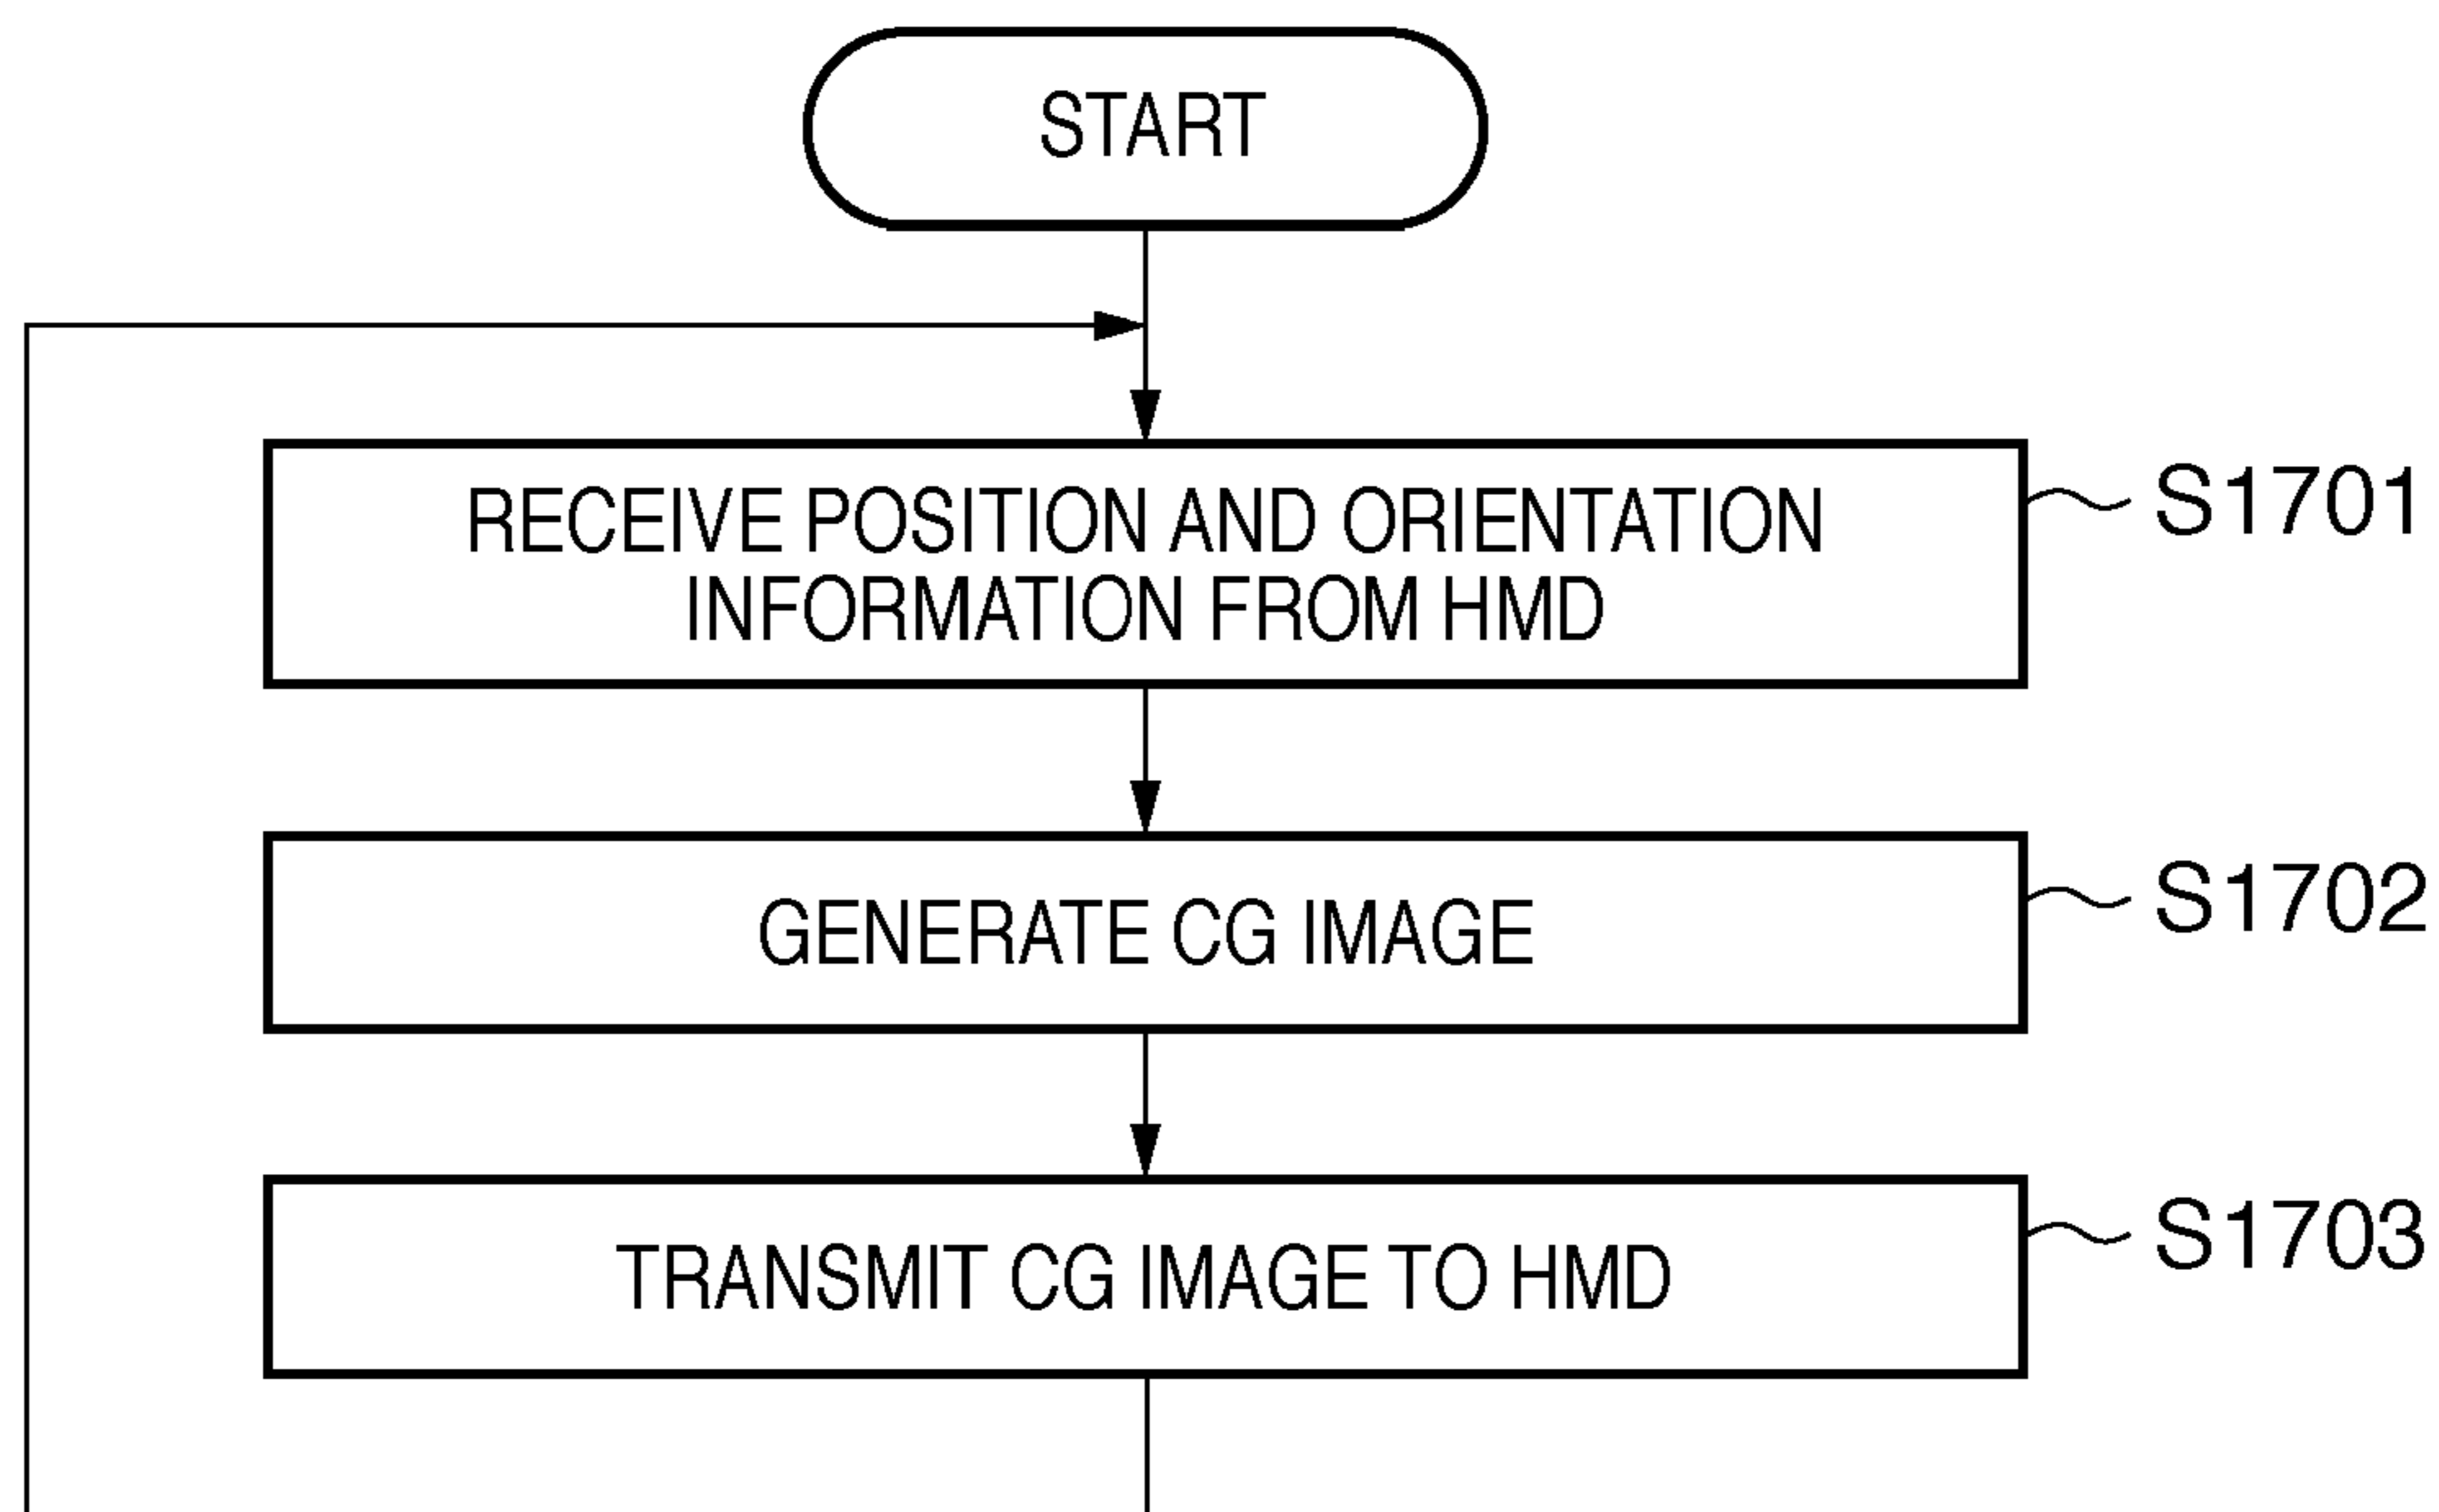 START
RECEIVE POSITION AND ORIENTATION
INFORMATION FROM HMD
S1701
GENERATE CG IMAGE
S1702
TRANSMIT CG IMAGE TO HMD
S1703